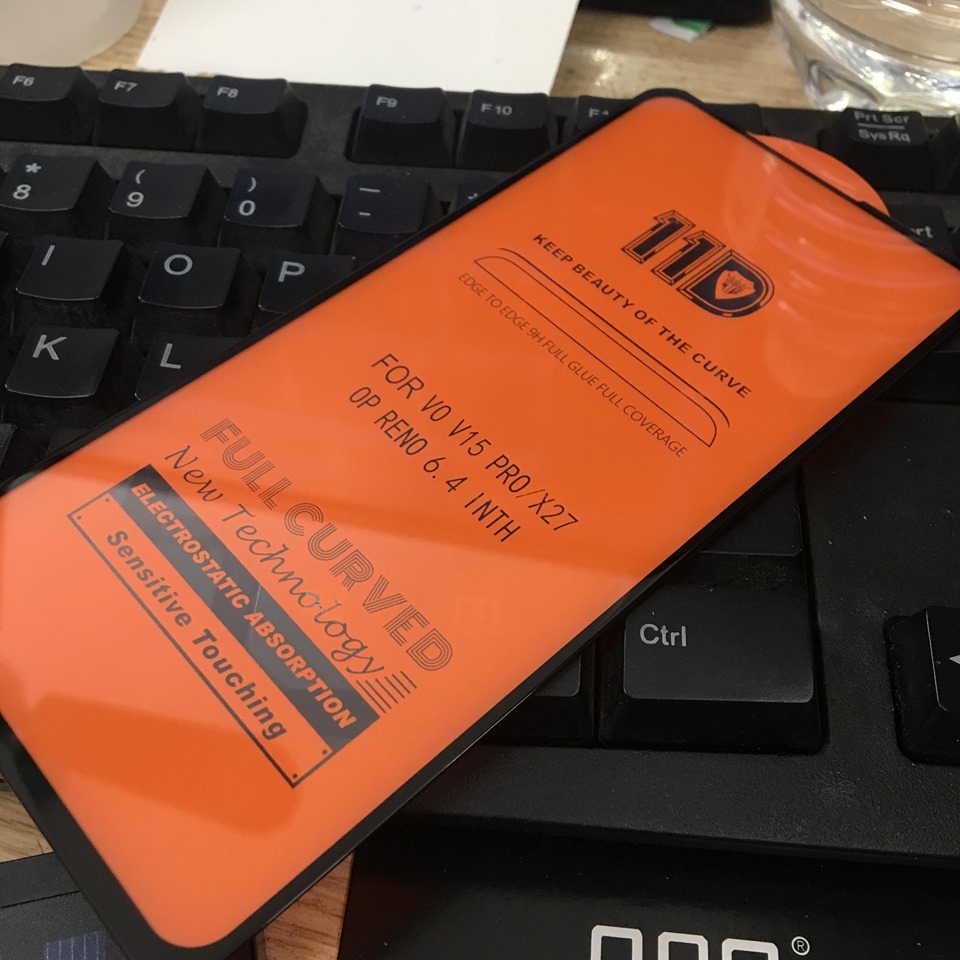 F6
F7
F8
F9
F10
Prt Scr
SysRq
*
8
(
9
)
0
I
O
P
K
L
Ctrl
11D
KEEP BEAUTY OF THE CURVE
EDGE TO EDGE 9H FULL GLUE FULL COVERAGE
FOR VO V15 PRO/X27
OP RENO 6.4 INTH
FULL CURVED
New Technology
ELECTROSTATIC ABSORPTION
Sensitive Touching
®